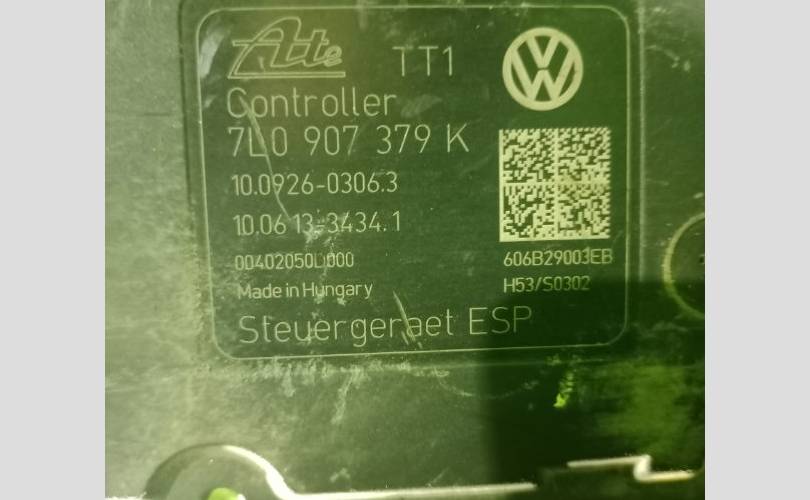 Ate TT1
Controller
7L0 907 379 K
10.0926-0306.3
10.0613-3434.1
00402050D000 606B29003EB
Made in Hungary H53/S0302
Steuergeraet ESP